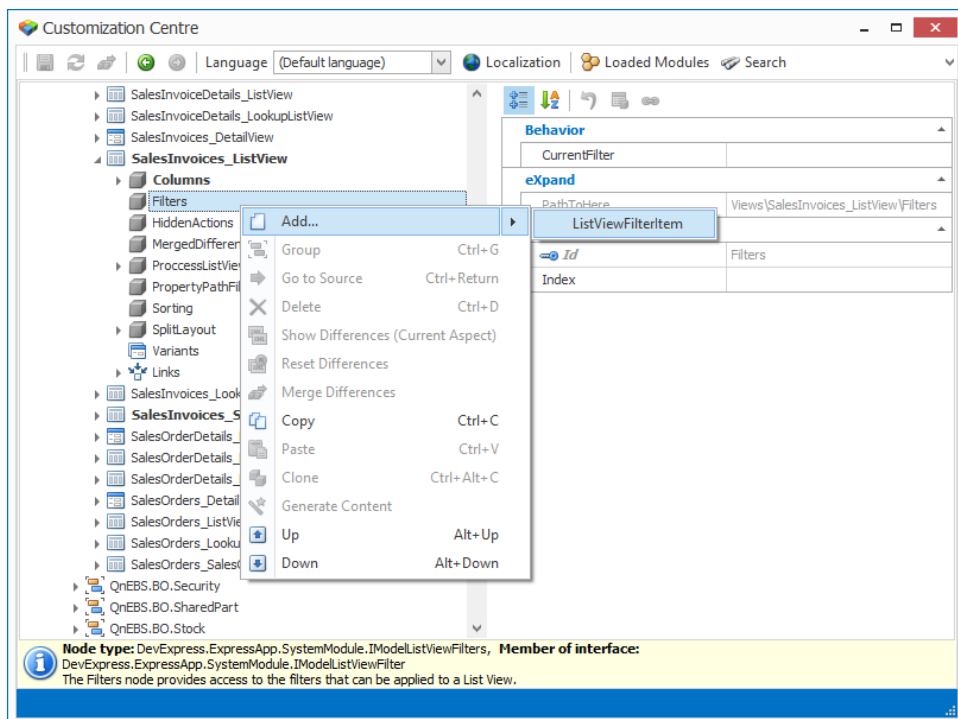 Customization Centre
Language (Default language) Localization Loaded Modules Search
SalesInvoiceDetails_ListView
SalesInvoiceDetails_LookupListView
SalesInvoices_DetailView
SalesInvoices_ListView
Columns
Filters
HiddenActions
MergedDifferen
ProccessListVie
PropertyPathFil
Sorting
SplitLayout
Variants
Links
SalesInvoices_Look
SalesInvoices_S
SalesOrderDetails_
SalesOrderDetails_
SalesOrderDetails_
SalesOrders_Detail
SalesOrders_ListVie
SalesOrders_Looku
SalesOrders_Sales
QnEBS.BO.Security
QnEBS.BO.SharedPart
QnEBS.BO.Stock
Add...
Group Ctrl+G
Go to Source Ctrl+Return
Delete Ctrl+D
Show Differences (Current Aspect)
Reset Differences
Merge Differences
Copy Ctrl+C
Paste Ctrl+V
Clone Ctrl+Alt+C
Generate Content
Up Alt+Up
Down Alt+Down
ListViewFilterItem
Behavior
CurrentFilter
eXpand
PathToHere Views\SalesInvoices_ListView\Filters
Id Filters
Index
Node type: DevExpress.ExpressApp.SystemModule.IModelListViewFilters, Member of interface:
DevExpress.ExpressApp.SystemModule.IModelListViewFilter
The Filters node provides access to the filters that can be applied to a List View.